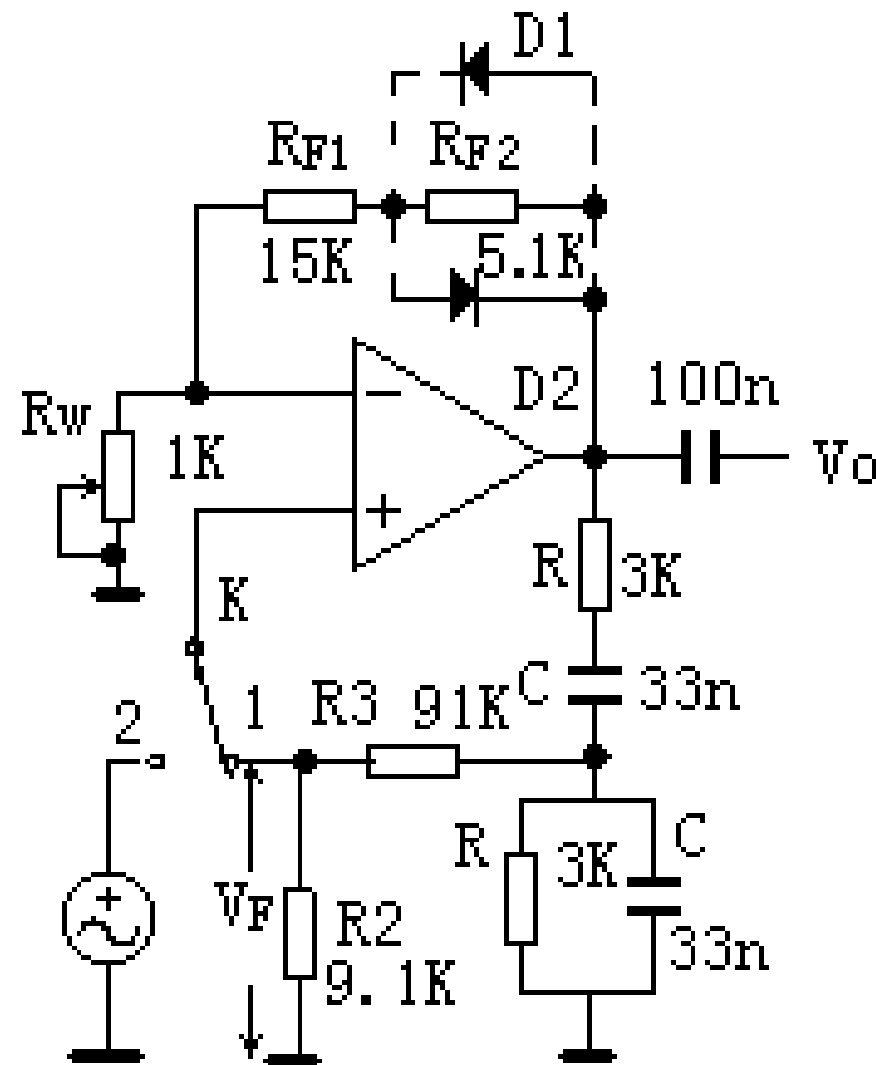 D1
RF1 RF2
15K 5.1K
− D2 100n
Rw 1K Vo
+
R 3K
K
C 33n
1 R3 91K
2
R 3K C
+ VF R2
9.1K 33n